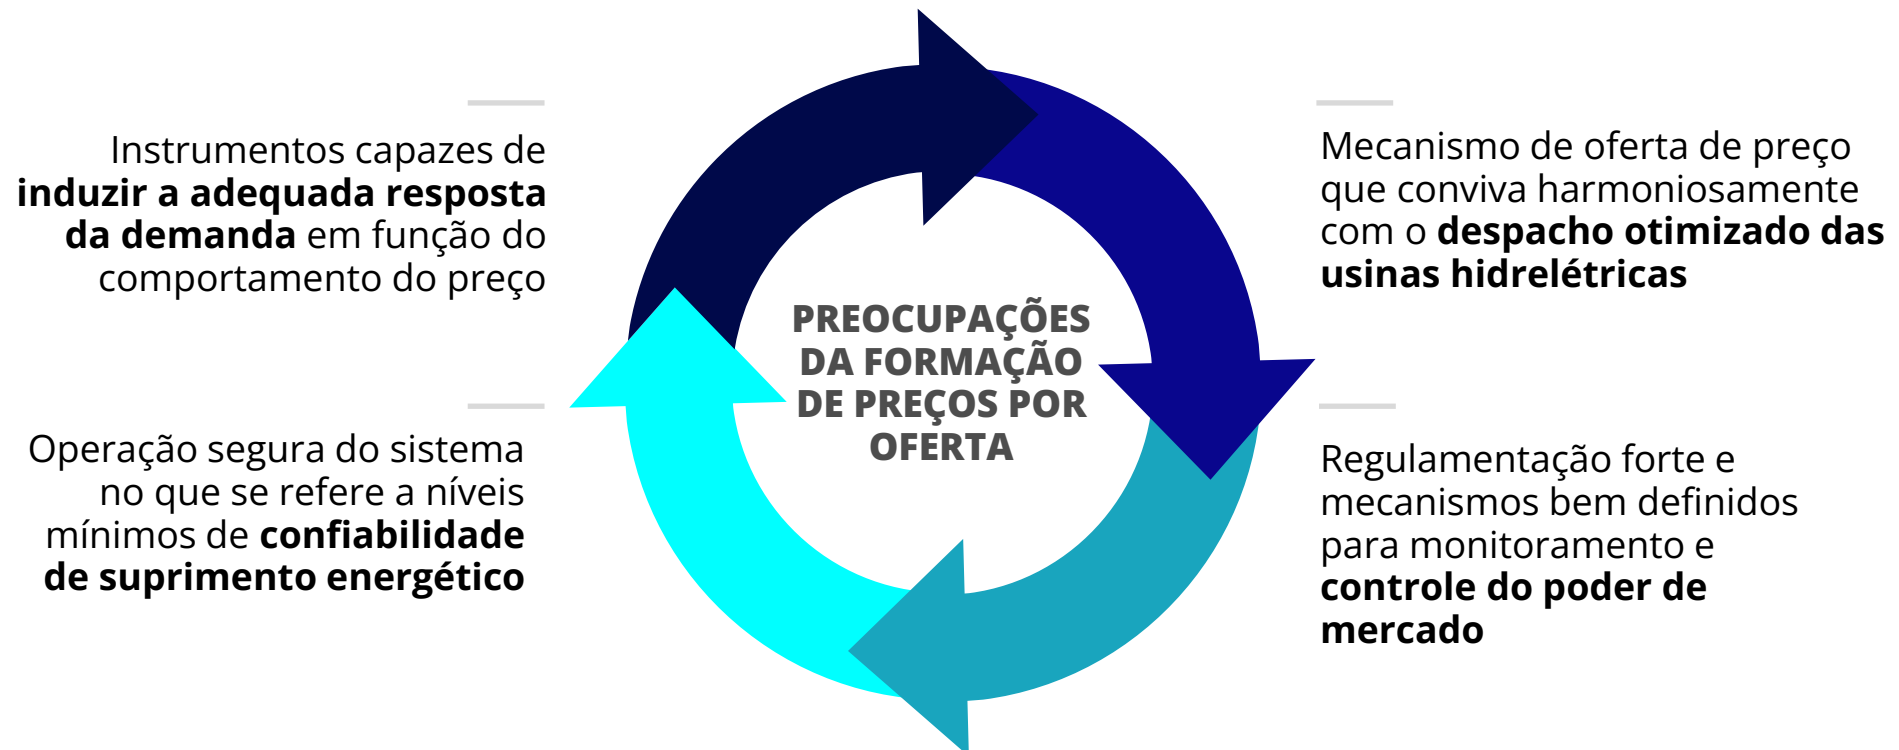 Instrumentos capazes de
induzir a adequada resposta
da demanda em função do
comportamento do preço
Mecanismo de oferta de preço
que conviva harmoniosamente
com o despacho otimizado das
usinas hidrelétricas
PREOCUPAÇÕES
DA FORMAÇÃO
DE PREÇOS POR
OFERTA
Operação segura do sistema
no que se refere a níveis
mínimos de confiabilidade
de suprimento energético
Regulamentação forte e
mecanismos bem definidos
para monitoramento e
controle do poder de
mercado